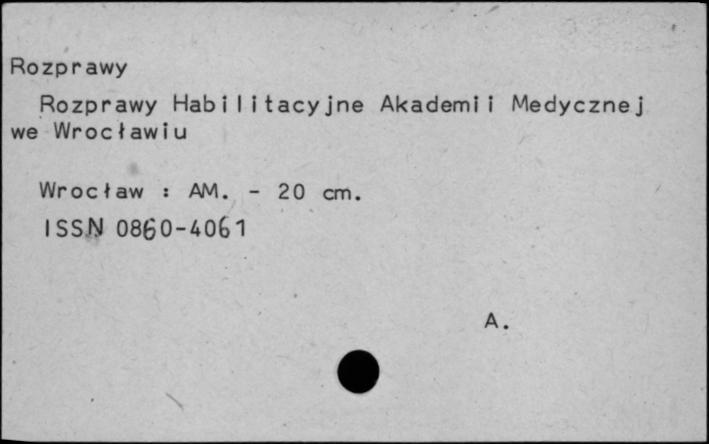 Rozprawy
Rozprawy Habilitacyjne Akademii Medycznej
we Wrocławiu
Wrocław : AM. - 20 cm.
ISSN 0860-4061
A.